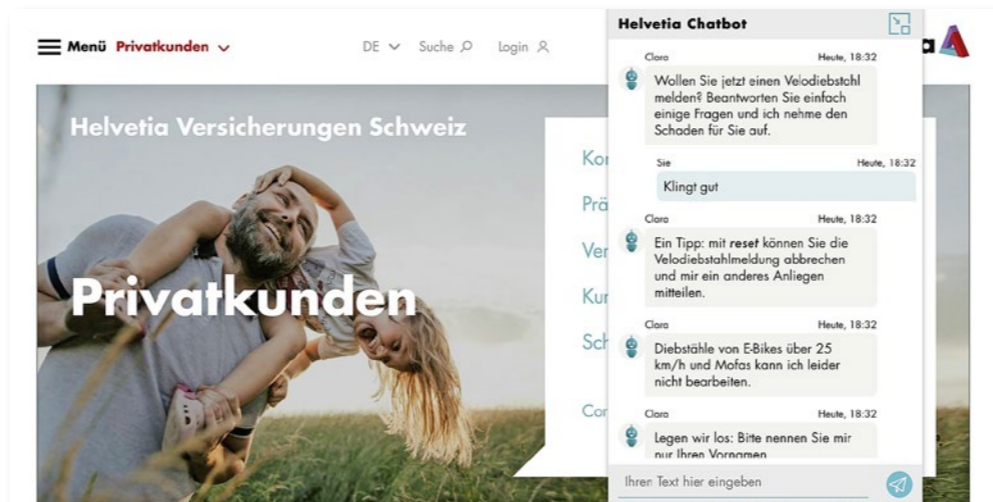 Menü Privatkunden
DE Suche Login
Helvetia Versicherungen Schweiz
Privatkunden
Helvetia Chatbot
Clara Heute, 18:32
Wollen Sie jetzt einen Velodiebstahl
melden? Beantworten Sie einfach
einige Fragen und ich nehme den
Schaden für Sie auf.
Sie Heute, 18:32
Klingt gut
Clara Heute, 18:32
Ein Tipp: mit reset können Sie die
Velodiebstahlmeldung abbrechen
und mir ein anderes Anliegen
mitteilen.
Clara Heute, 18:32
Diebstähle von E-Bikes über 25
km/h und Mofas kann ich leider
nicht bearbeiten.
Clara Heute, 18:32
Legen wir los: Bitte nennen Sie mir
nur Ihren Vornamen
Ihren Text hier eingeben